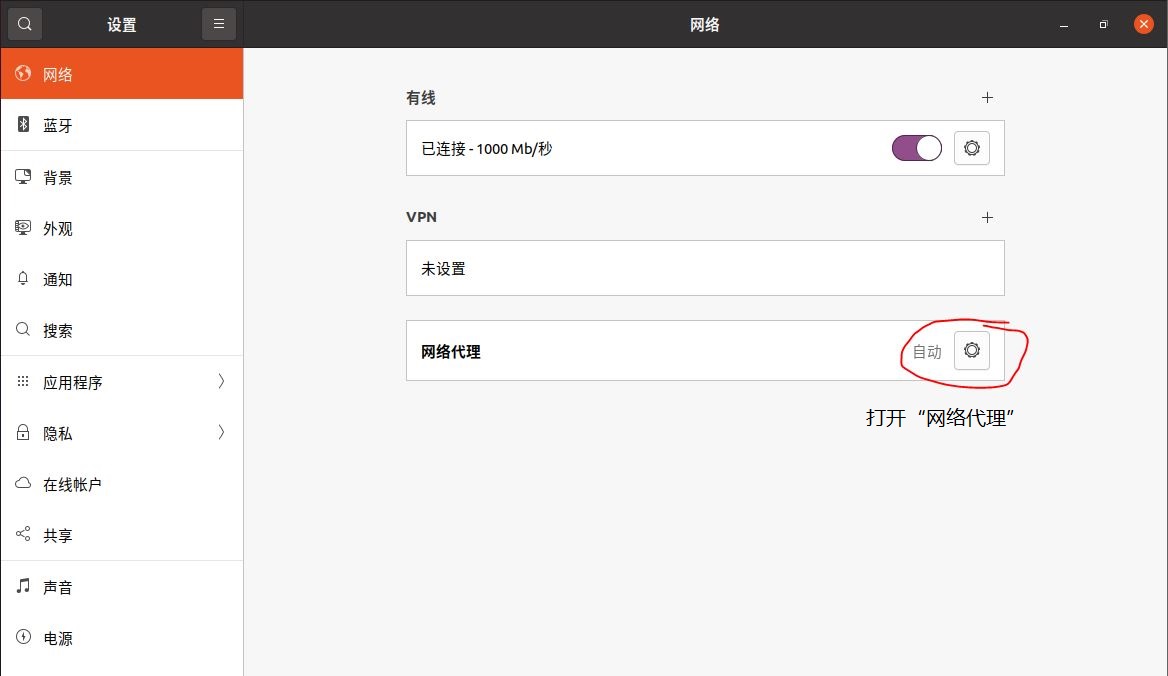 设置
网络
网络
蓝牙
背景
外观
通知
搜索
应用程序
隐私
在线帐户
共享
声音
电源
有线
已连接 - 1000 Mb/秒
VPN
未设置
网络代理
自动
打开“网络代理”